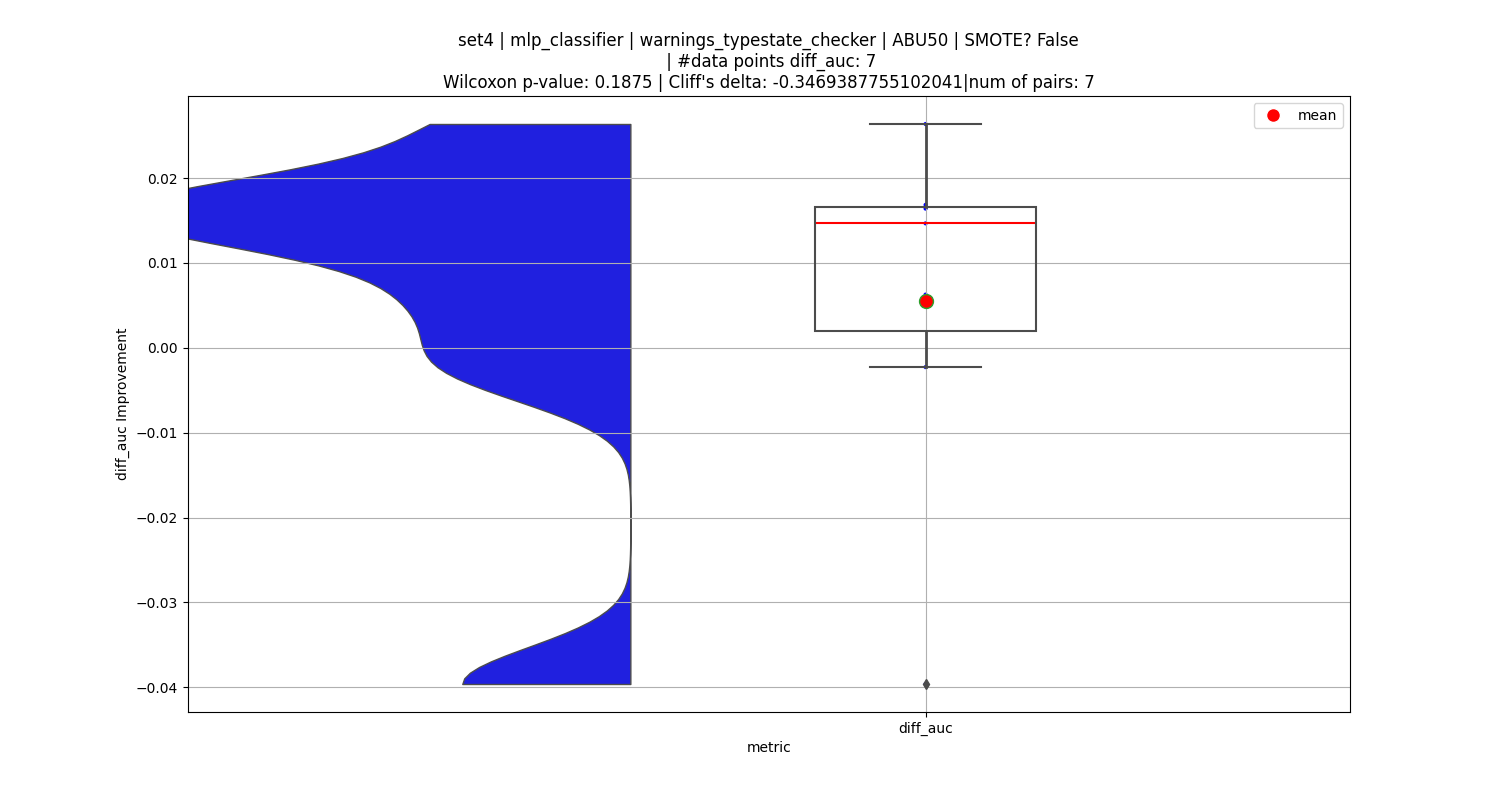 set4 | mlp_classifier | warnings_typestate_checker | ABU50 | SMOTE? False
| #data points diff_auc: 7
Wilcoxon p-value: 0.1875 | Cliff's delta: -0.3469387755102041|num of pairs: 7
mean
0.02
0.01
0.00
−0.01
−0.02
−0.03
−0.04
diff_auc Improvement
diff_auc
metric